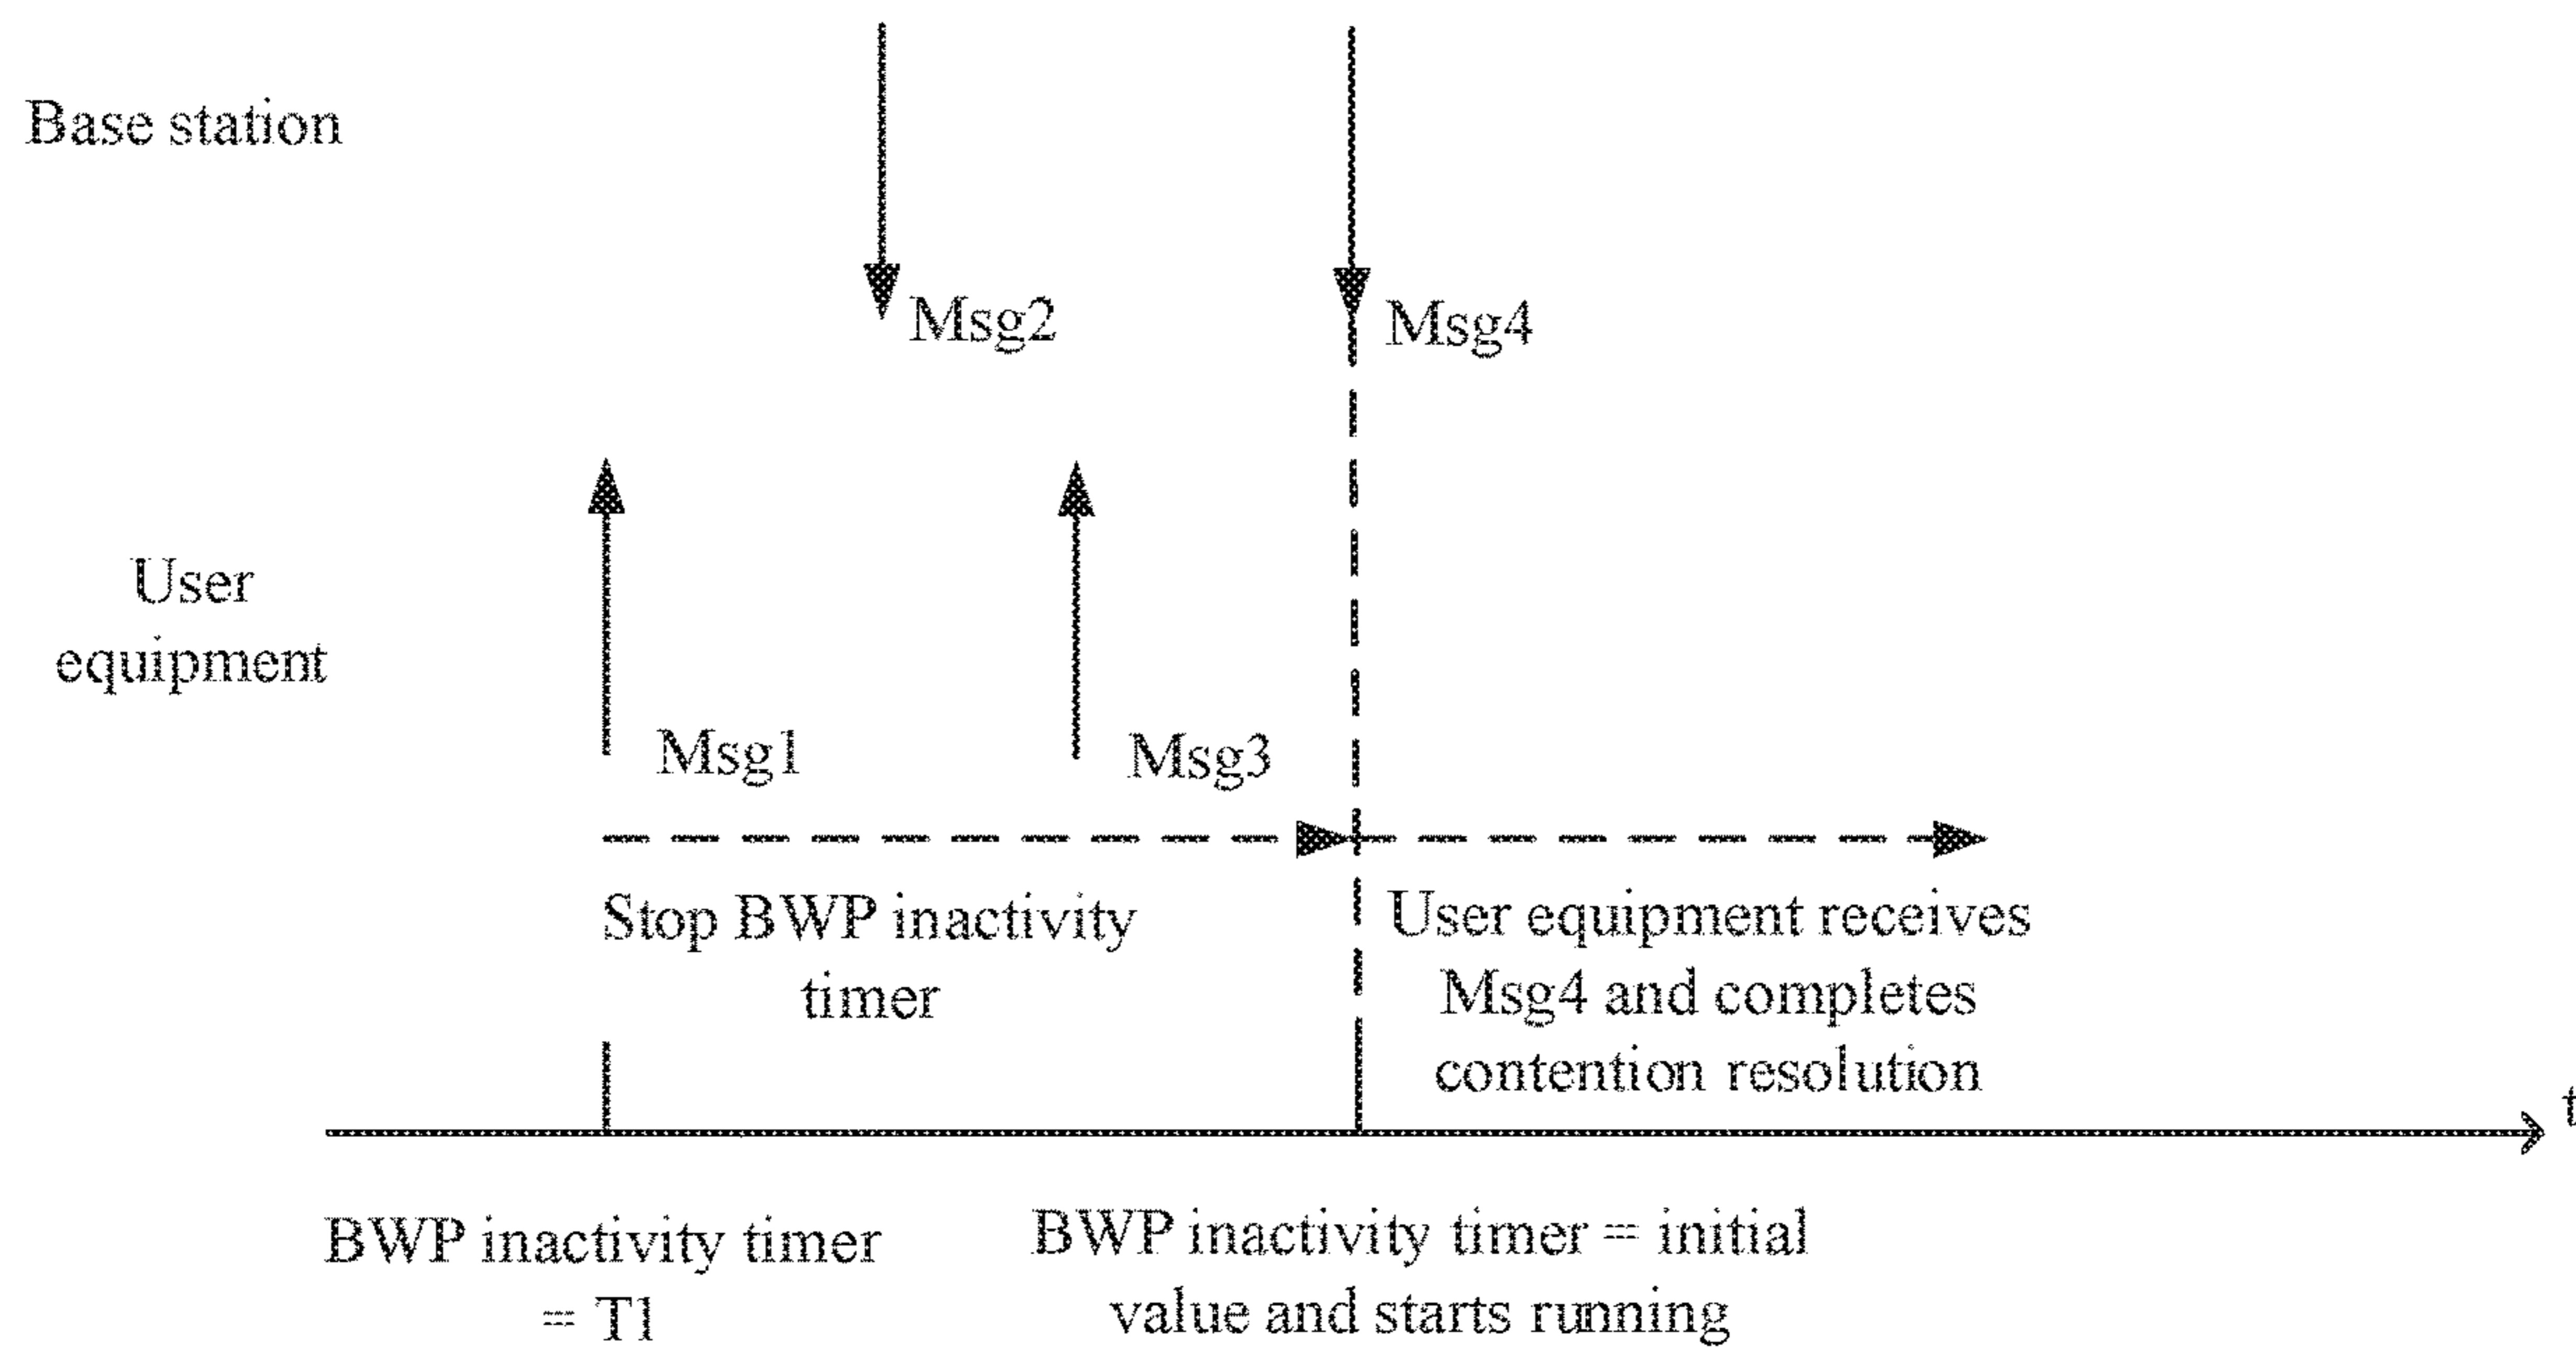 Base station
Msg2
Msg4
User
equipment
Msg1
Msg3
Stop BWP inactivity
timer
User equipment receives
Msg4 and completes
contention resolution
t
BWP inactivity timer
= T1
BWP inactivity timer = initial
value and starts running